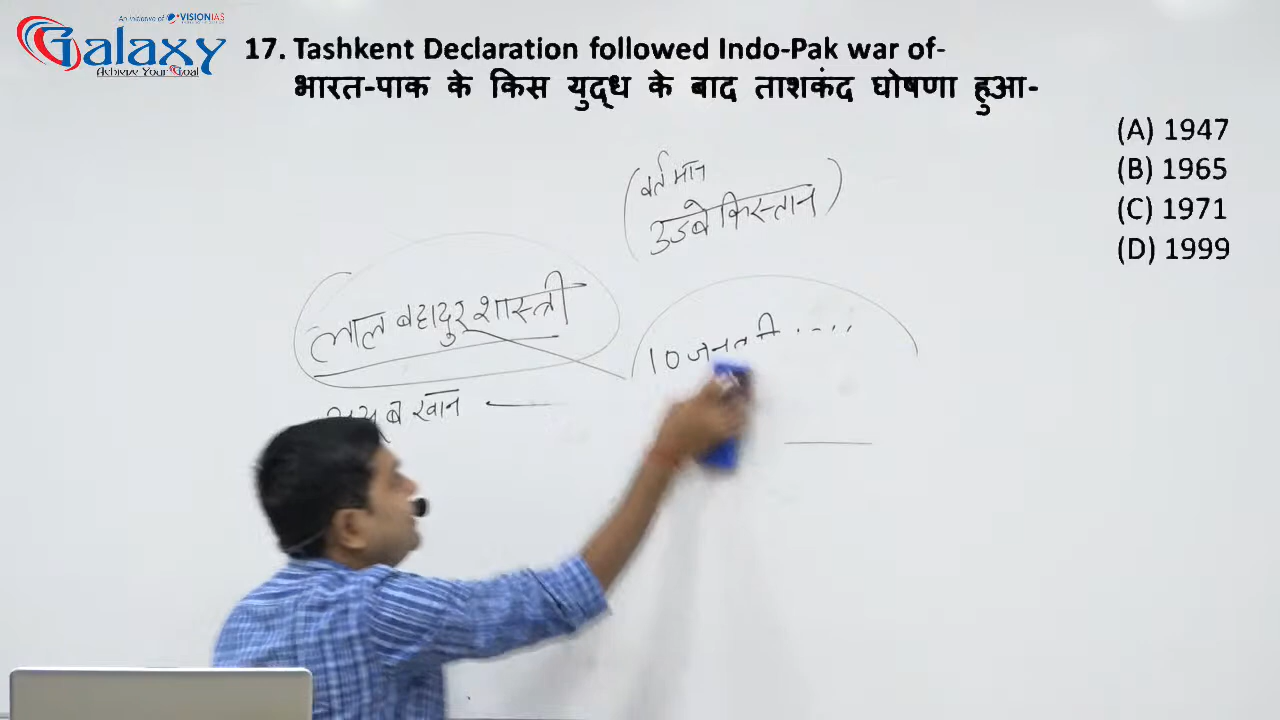 An Initiative of VISIONIAS
Galaxy
Achieve Your Goal
17. Tashkent Declaration followed Indo-Pak war of-
भारत-पाक के किस युद्ध के बाद ताशकंद घोषणा हुआ-
(A) 1947
(B) 1965
(C) 1971
(D) 1999
(वर्तमान
उज्बेकिस्तान)
लाल बहादुर शास्त्री
10 जनवरी ....
खान